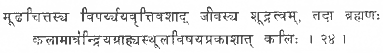 मूढचित्तस्य विपर्य्ययवृत्तिवशाद् जीवस्य शूद्रत्वम्, तदा ब्रह्मणः
कलामात्रेन्द्रियग्राह्यस्थूलविषयप्रकाशात् कलिः । २४ ।